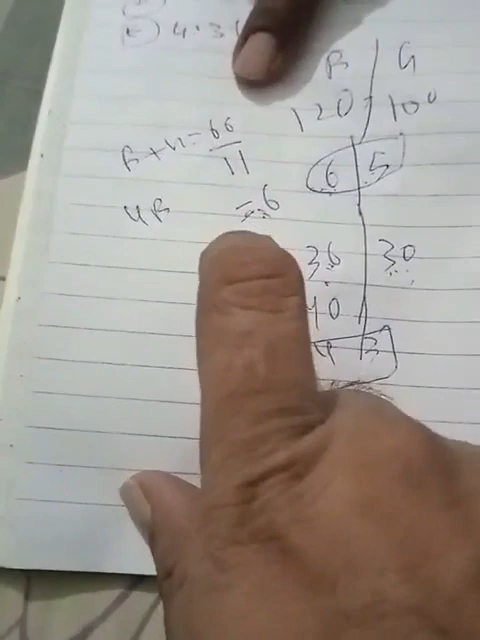 B | G
120 | 100
B+G = 66
11
6 | 5
4B = 6
36 | 30
40
4 | 3